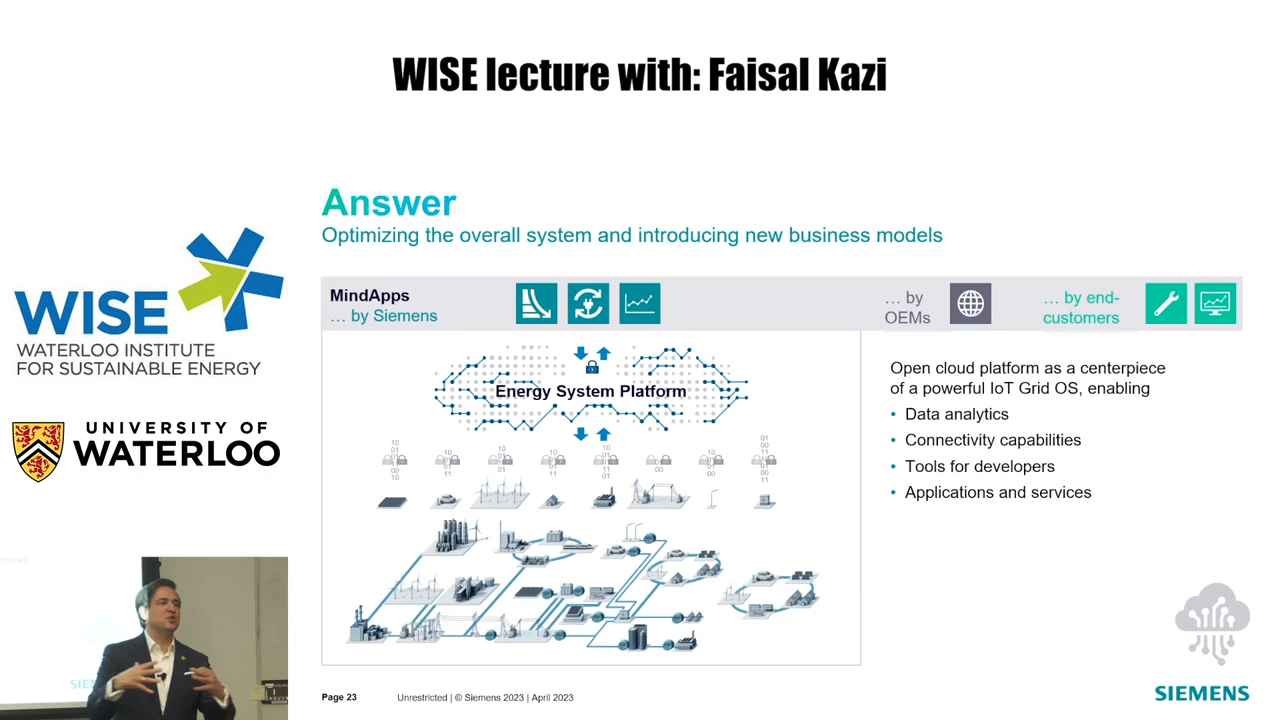 WISE lecture with: Faisal Kazi
WISE
WATERLOO INSTITUTE
FOR SUSTAINABLE ENERGY
UNIVERSITY OF
WATERLOO
Answer
Optimizing the overall system and introducing new business models
MindApps
… by Siemens
… by
OEMs
… by end-
customers
Energy System Platform
Open cloud platform as a centerpiece
of a powerful IoT Grid OS, enabling
• Data analytics
• Connectivity capabilities
• Tools for developers
• Applications and services
Page 23
Unrestricted | © Siemens 2023 | April 2023
SIEMENS